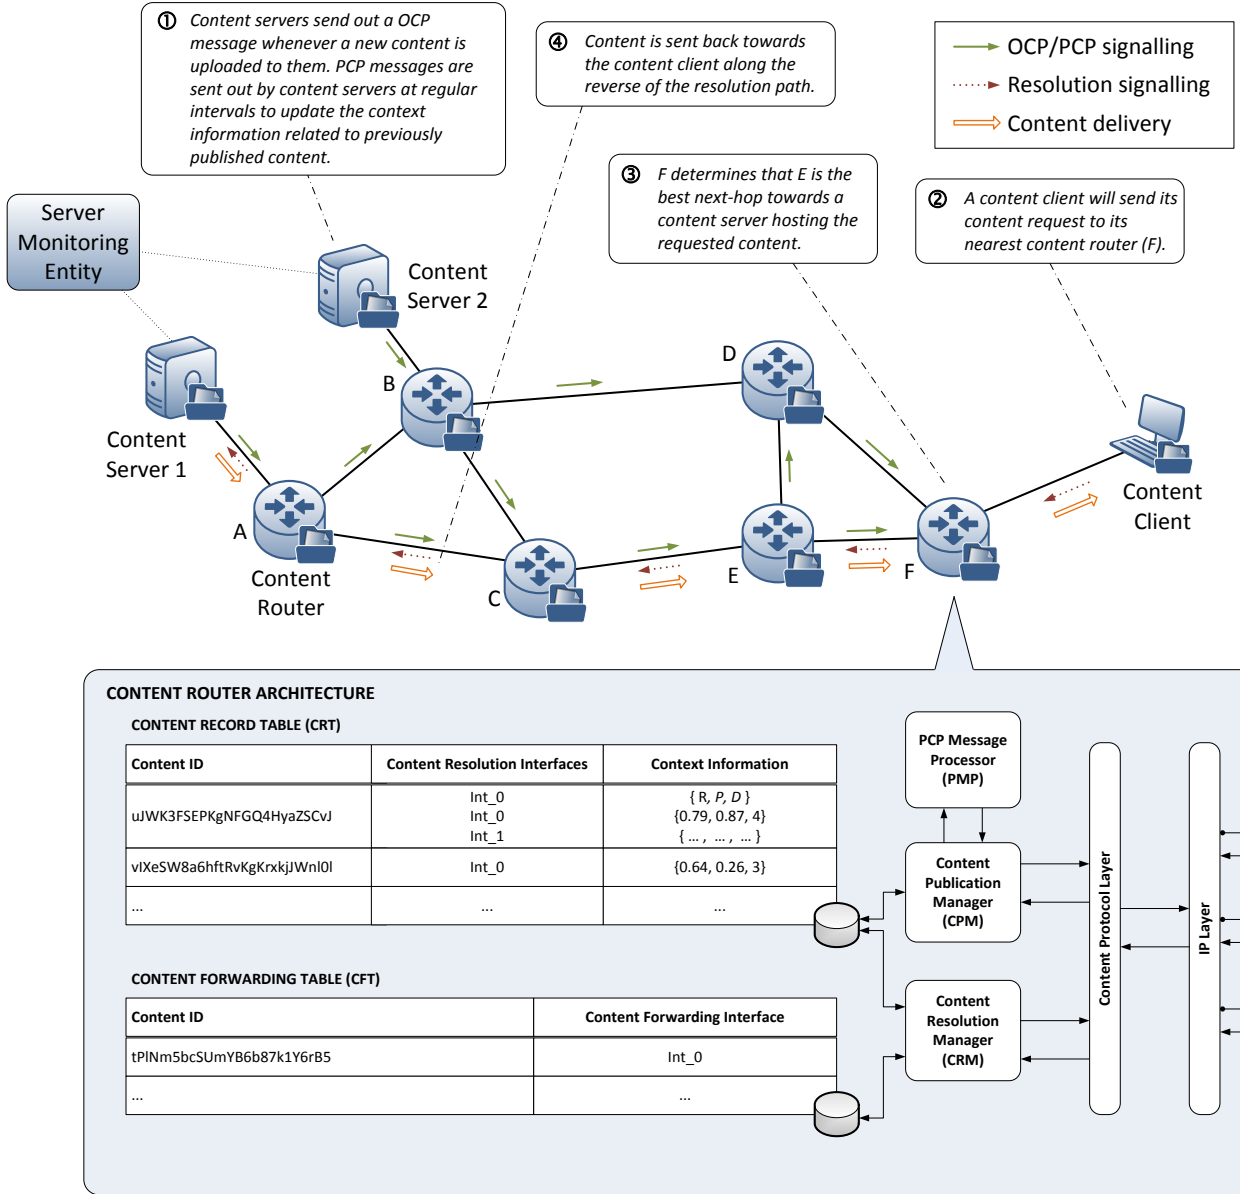 ① Content servers send out a OCP
message whenever a new content is
uploaded to them. PCP messages are
sent out by content servers at regular
intervals to update the context
information related to previously
published content.
④ Content is sent back towards
the content client along the
reverse of the resolution path.
OCP/PCP signalling
Resolution signalling
Content delivery
③ F determines that E is the
best next-hop towards a
content server hosting the
requested content.
② A content client will send its
content request to its
nearest content router (F).
Server
Monitoring
Entity
Content
Server 2
Content
Server 1
A
B
C
D
E
F
Content
Router
Content
Client
CONTENT ROUTER ARCHITECTURE
CONTENT RECORD TABLE (CRT)
Content ID Content Resolution Interfaces Context Information
uJWK3FSEPKgNFGQ4HyaZSCvJ
Int_0 { R, P, D }
Int_0 {0.79, 0.87, 4}
Int_1 { ... , ... , ... }
vIXeSW8a6hftRvKgKrxkjJWnl0l Int_0 {0.64, 0.26, 3}
... ... ...
CONTENT FORWARDING TABLE (CFT)
Content ID Content Forwarding Interface
tPlNm5bcSUmYB6b87k1Y6rB5 Int_0
... ...
PCP Message
Processor
(PMP)
Content
Publication
Manager
(CPM)
Content
Resolution
Manager
(CRM)
Content Protocol Layer
IP Layer